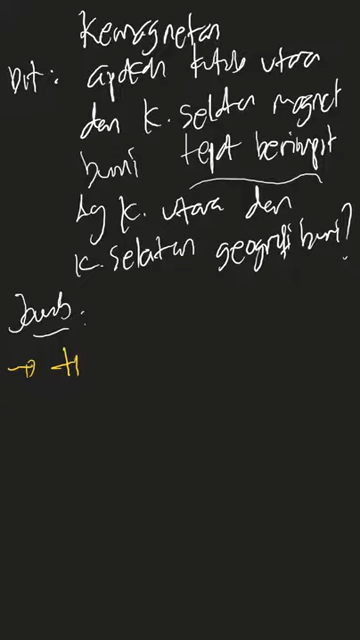 Kemagnetan
Dit: apakah kutub utara
dan k. selatan magnet
bumi tepat berimpit
dg k. utara dan
k. selatan geografi bumi?
Jawab:
→